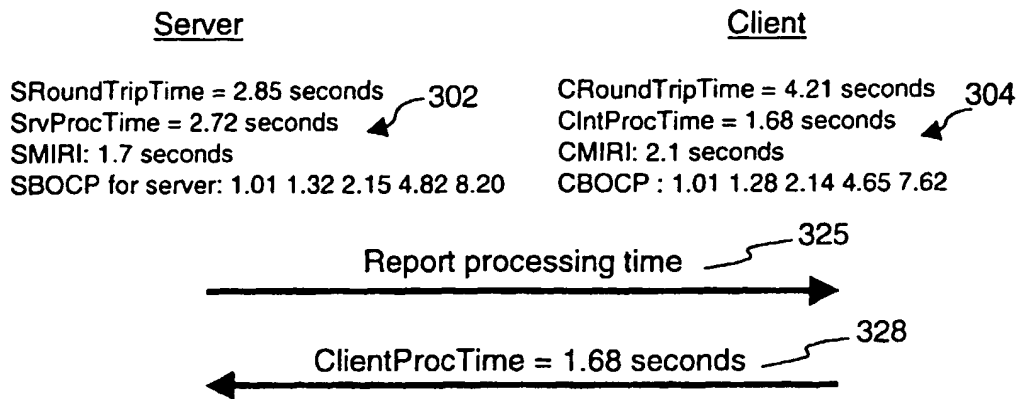 Server
Client
SRoundTripTime = 2.85 seconds
SrvProcTime = 2.72 seconds
SMIRI: 1.7 seconds
SBOCP for server: 1.01 1.32 2.15 4.82 8.20
302
CRoundTripTime = 4.21 seconds
ClntProcTime = 1.68 seconds
CMIRI: 2.1 seconds
CBOCP : 1.01 1.28 2.14 4.65 7.62
304
Report processing time
325
ClientProcTime = 1.68 seconds
328